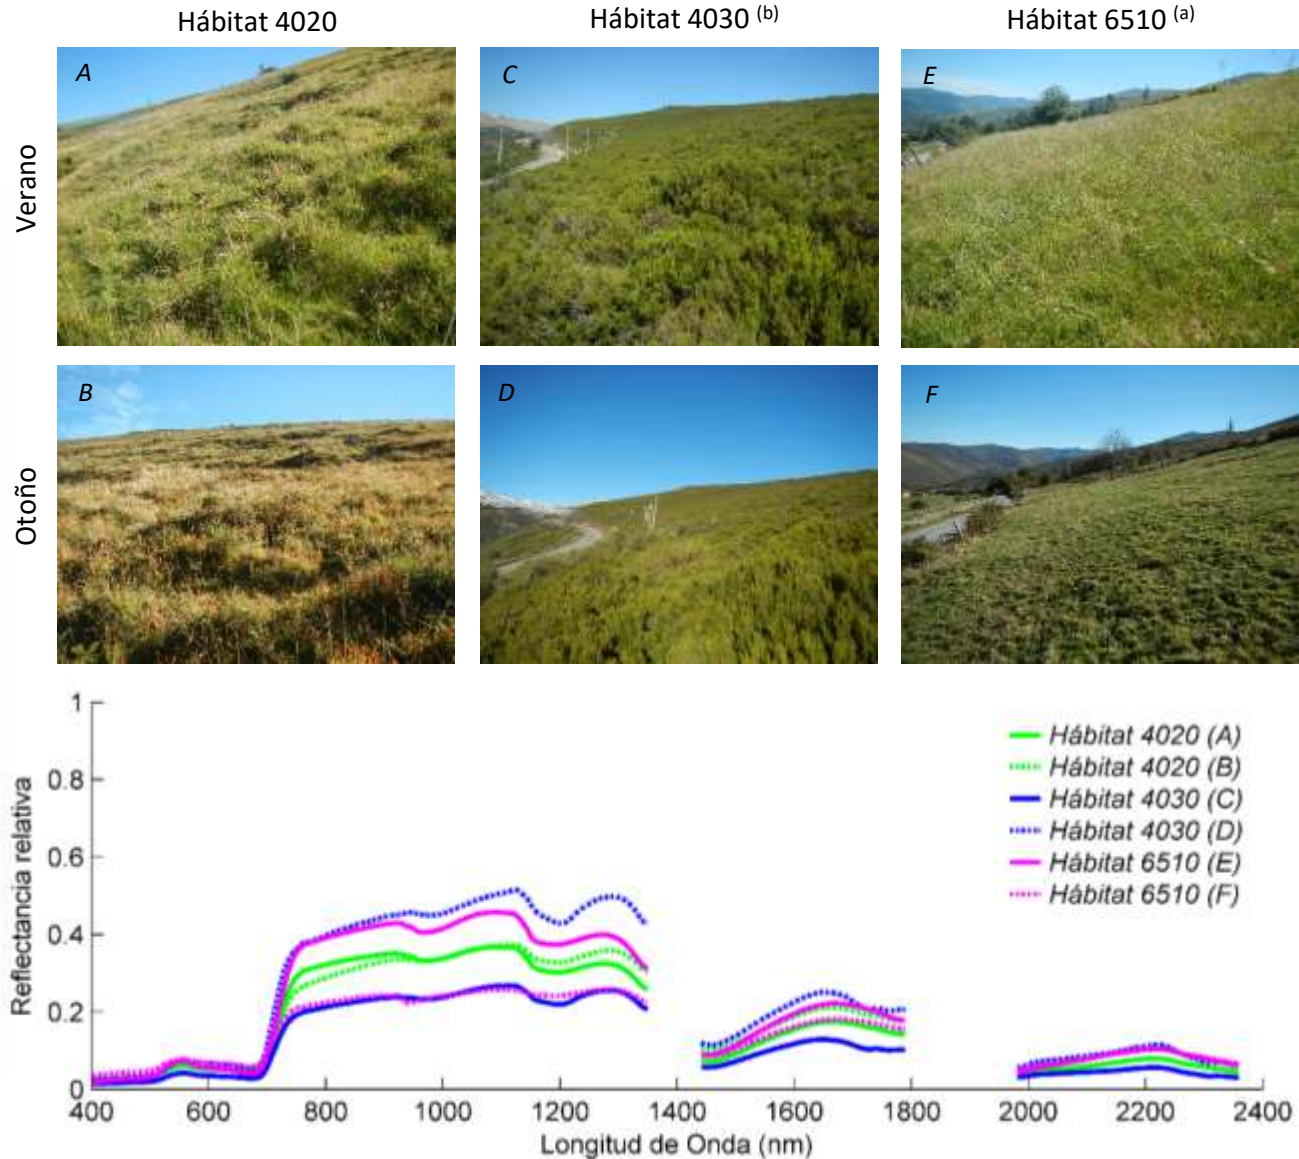 Hábitat 4020
Hábitat 4030 (b)
Hábitat 6510 (a)
Verano
A
C
E
Otoño
B
D
F
Reflectancia relativa
1
0.8
0.6
0.4
0.2
0
Hábitat 4020 (A)
Hábitat 4020 (B)
Hábitat 4030 (C)
Hábitat 4030 (D)
Hábitat 6510 (E)
Hábitat 6510 (F)
400 600 800 1000 1200 1400 1600 1800 2000 2200 2400
Longitud de Onda (nm)